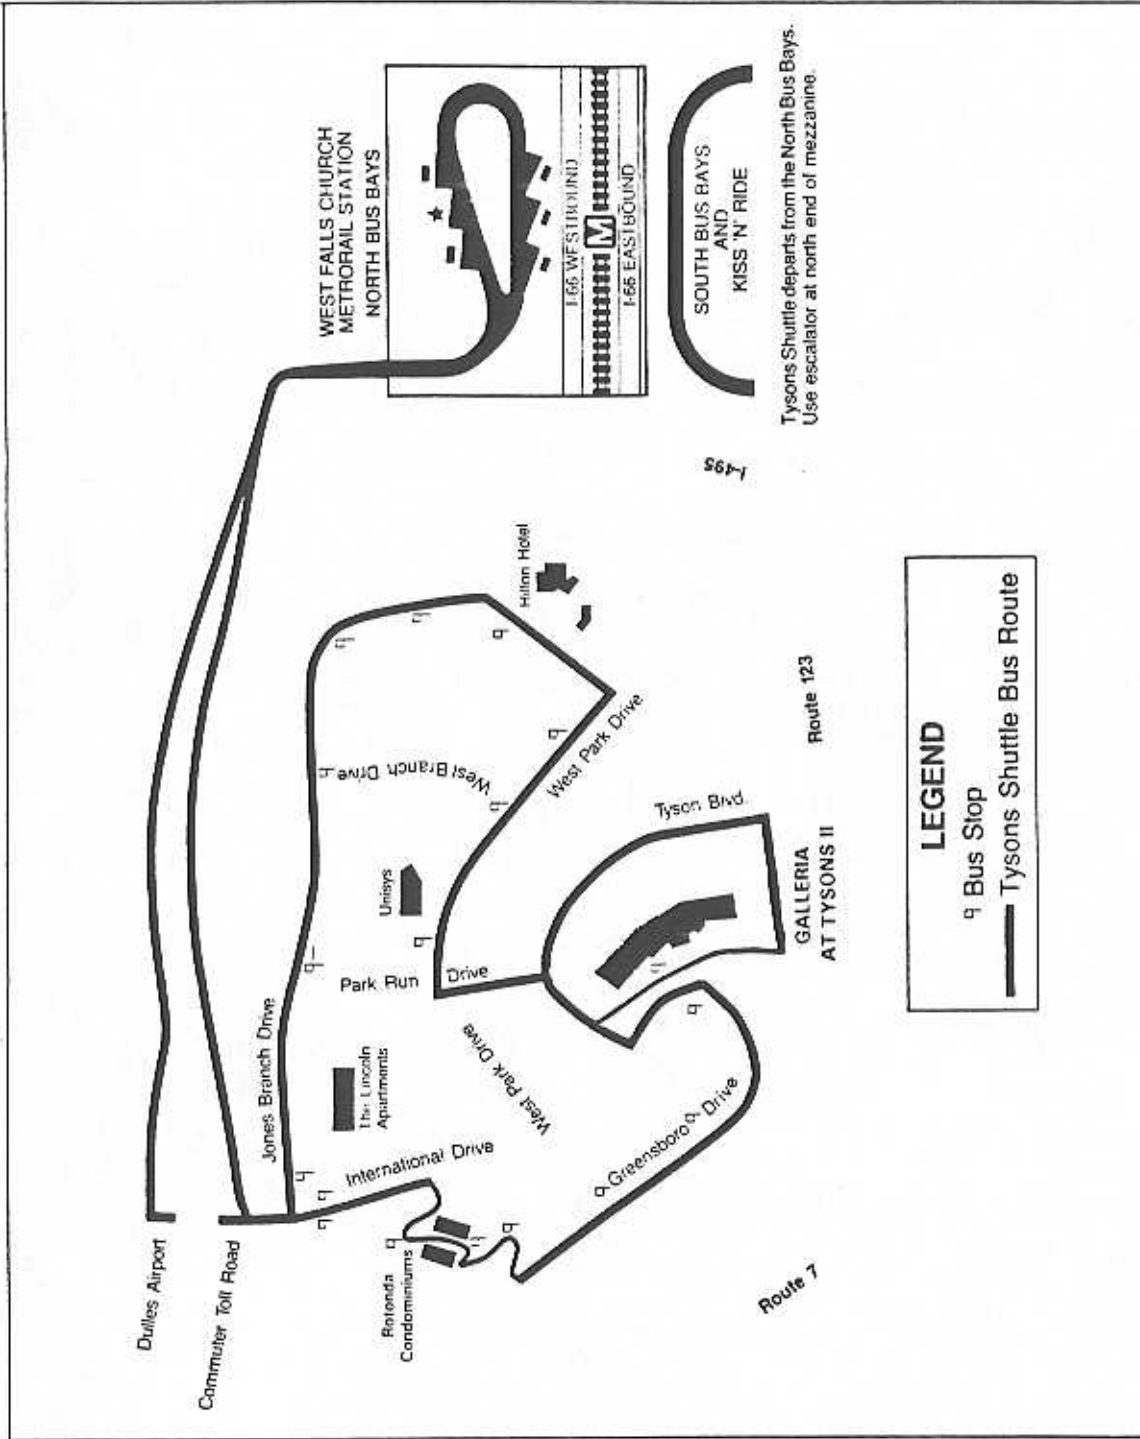 WEST FALLS CHURCH
METRORAIL STATION
NORTH BUS BAYS
I-66 WESTBOUND
M
I-66 EASTBOUND
SOUTH BUS BAYS
AND
KISS 'N' RIDE
Tysons Shuttle departs from the North Bus Bays.
Use escalator at north end of mezzanine.
I-495
Hilton Hotel
Dulles Airport
Commuter Toll Road
Jones Branch Drive
West Branch Drive
West Park Drive
Unisys
Park Run Drive
The Lincoln
Apartments
International Drive
West Park Drive
Tyson Blvd.
Route 123
GALLERIA
AT TYSONS II
Greensboro Drive
Rotonda
Condominiums
Route 7
LEGEND
Bus Stop
Tysons Shuttle Bus Route